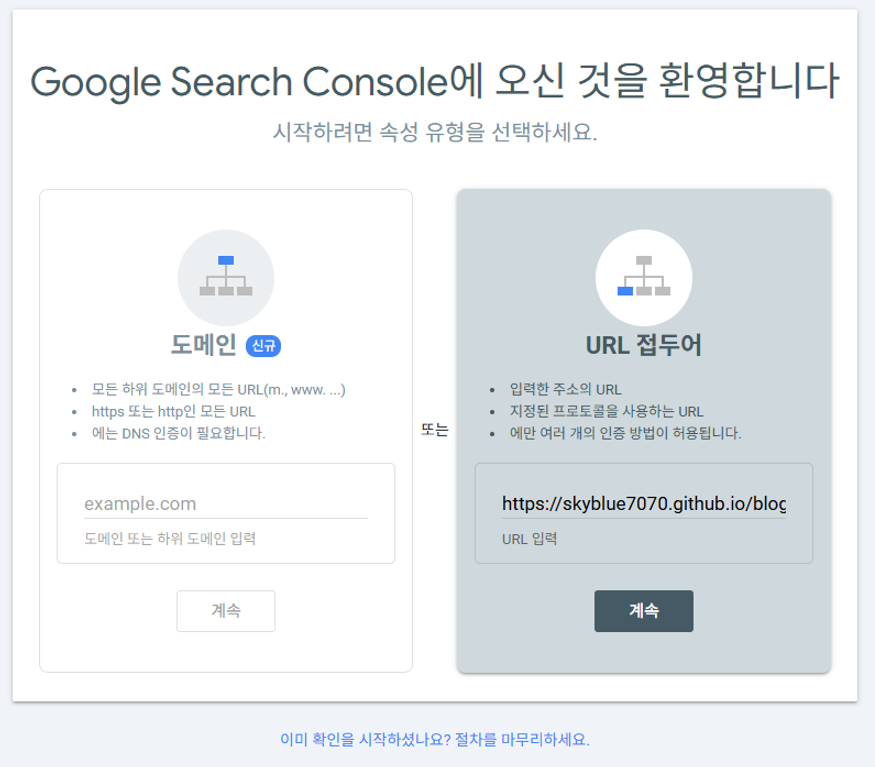 Google Search Console에 오신 것을 환영합니다
시작하려면 속성 유형을 선택하세요.
도메인 신규
모든 하위 도메인의 모든 URL(m., www. ...)
https 또는 http인 모든 URL
에는 DNS 인증이 필요합니다.
example.com
도메인 또는 하위 도메인 입력
계속
또는
URL 접두어
입력한 주소의 URL
지정된 프로토콜을 사용하는 URL
에만 여러 개의 인증 방법이 허용됩니다.
https://skyblue7070.github.io/blog
URL 입력
계속
이미 확인을 시작하셨나요? 절차를 마무리하세요.